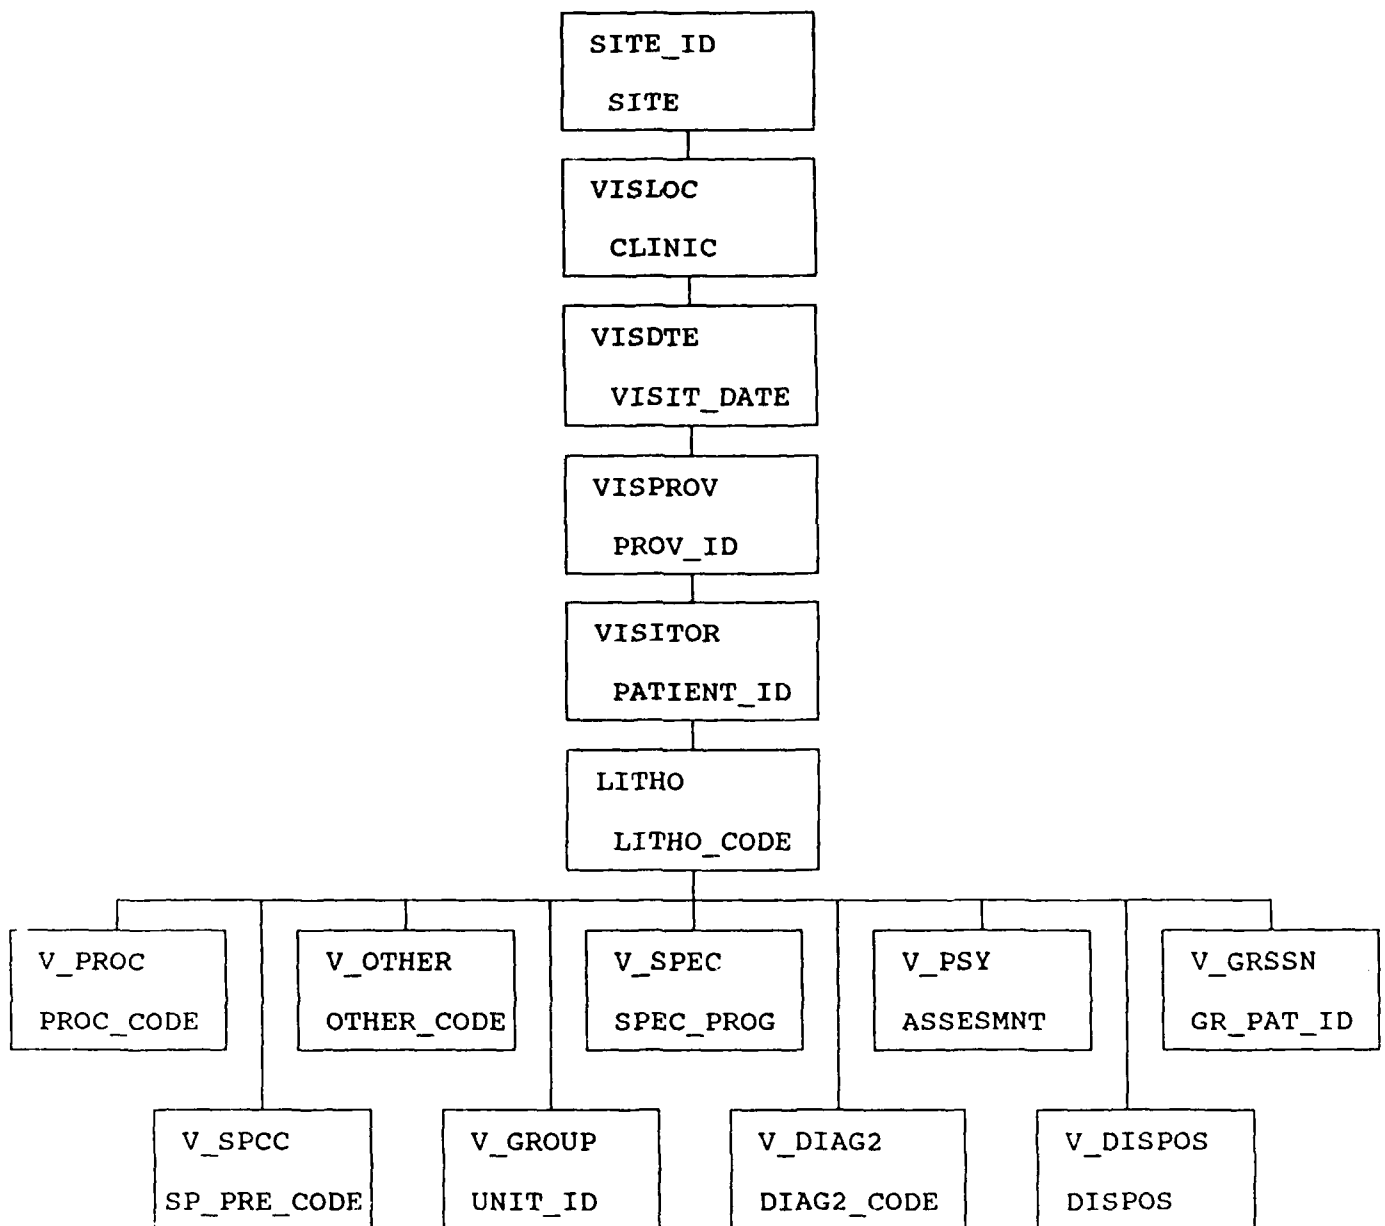 SITE_ID
SITE
VISLOC
CLINIC
VISDTE
VISIT_DATE
VISPROV
PROV_ID
VISITOR
PATIENT_ID
LITHO
LITHO_CODE
V_PROC
PROC_CODE
V_OTHER
OTHER_CODE
V_SPEC
SPEC_PROG
V_PSY
ASSESMNT
V_GRSSN
GR_PAT_ID
V_SPCC
SP_PRE_CODE
V_GROUP
UNIT_ID
V_DIAG2
DIAG2_CODE
V_DISPOS
DISPOS